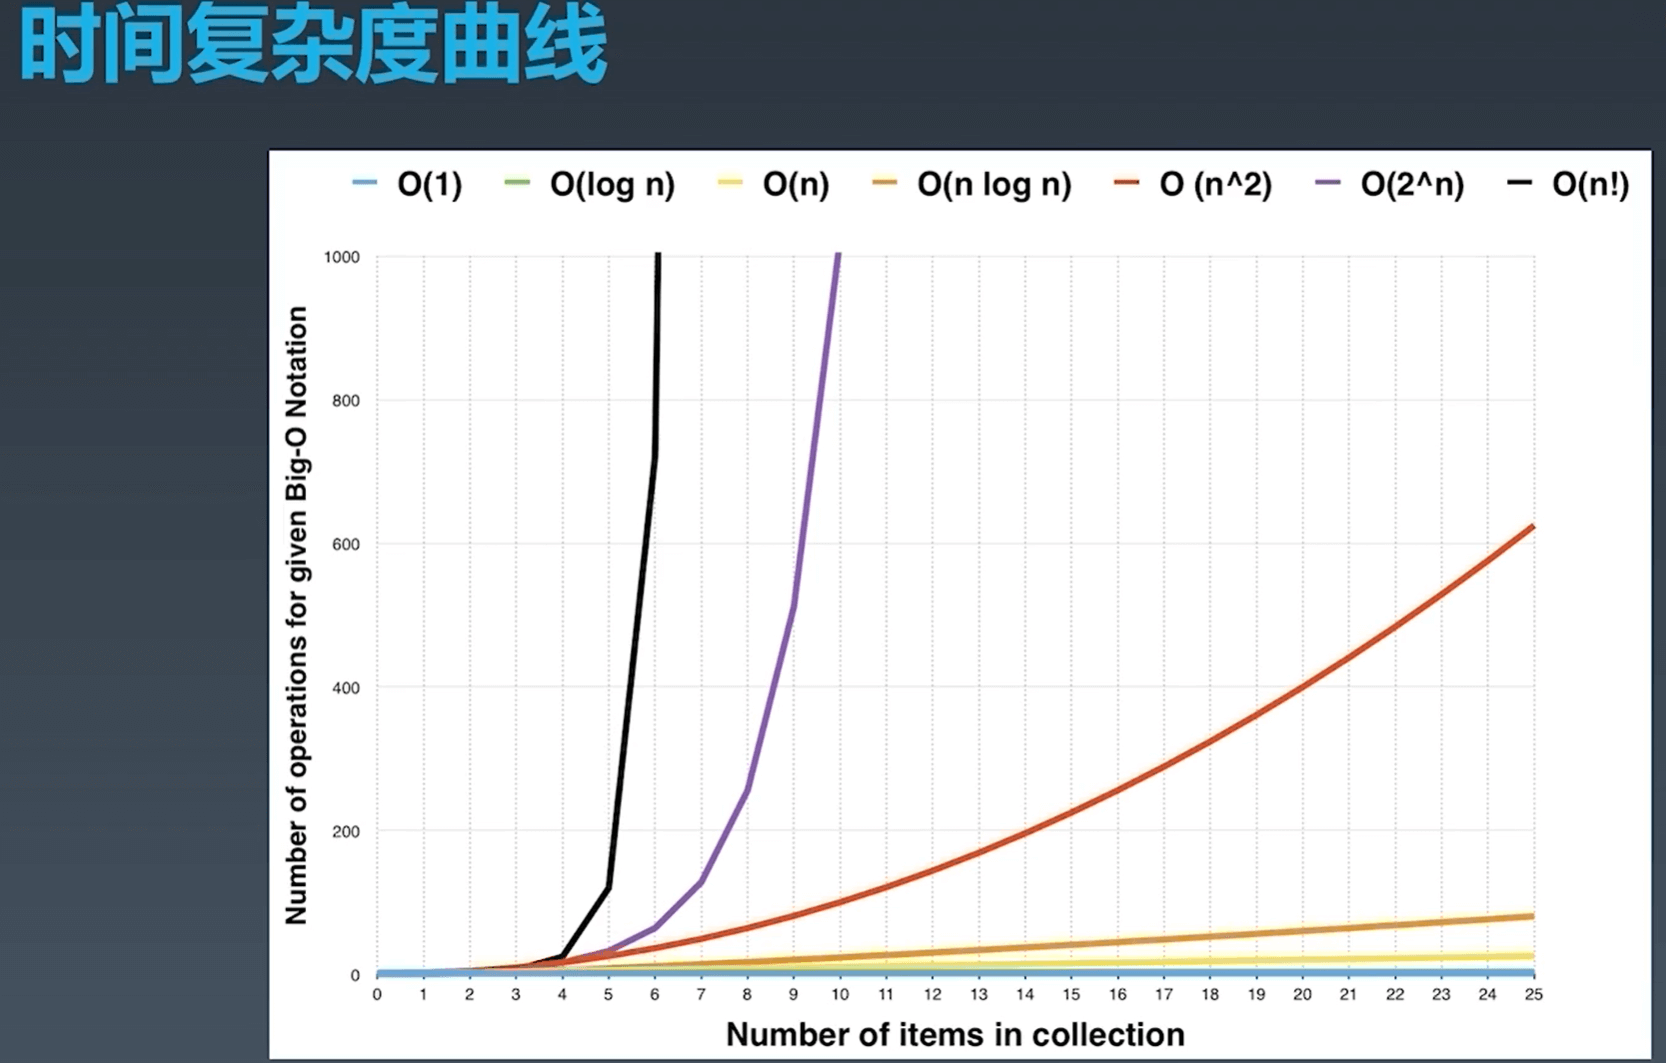 时间复杂度曲线
O(1) O(log n) O(n) O(n log n) O (n^2) O(2^n) O(n!)
Number of operations for given Big-O Notation
1000
800
600
400
200
0
0 1 2 3 4 5 6 7 8 9 10 11 12 13 14 15 16 17 18 19 20 21 22 23 24 25
Number of items in collection